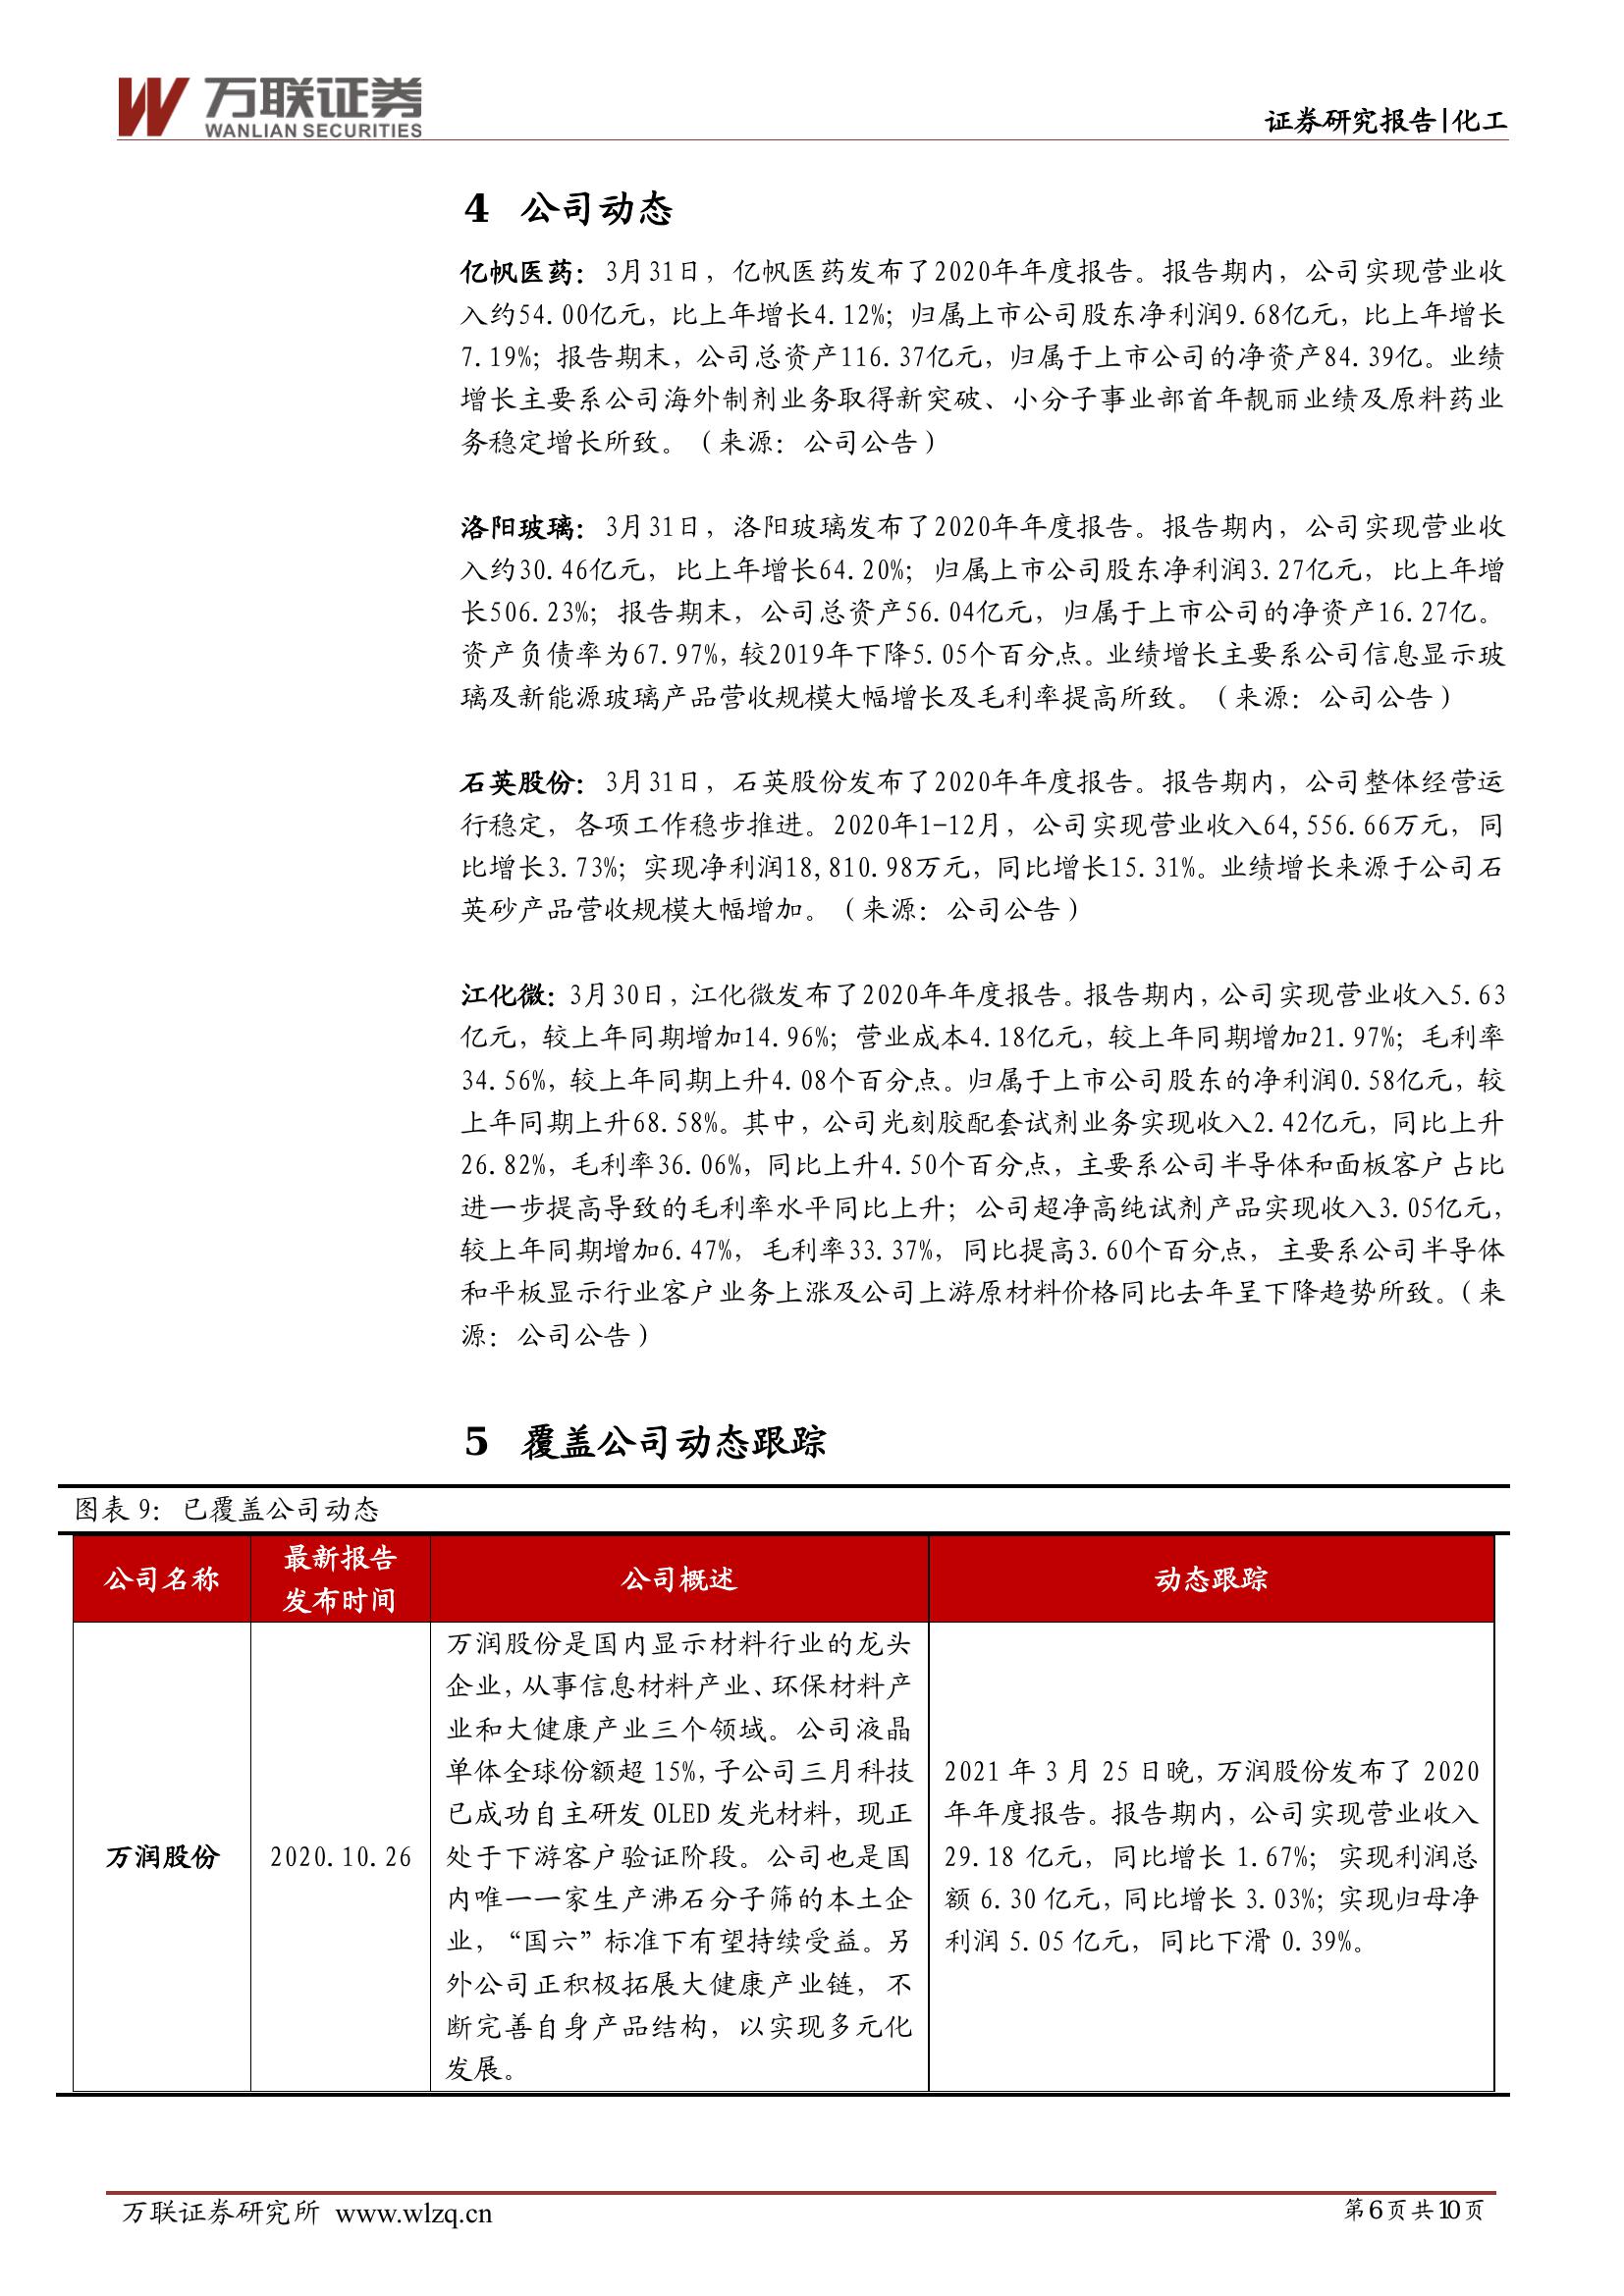 万联证券
WANLIAN SECURITIES
证券研究报告|化工
4 公司动态
亿帆医药：3月31日，亿帆医药发布了2020年年度报告。报告期内，公司实现营业收
入约54.00亿元，比上年增长4.12%；归属上市公司股东净利润9.68亿元，比上年增长
7.19%；报告期末，公司总资产116.37亿元，归属于上市公司的净资产84.39亿。业绩
增长主要系公司海外制剂业务取得新突破、小分子事业部首年靓丽业绩及原料药业
务稳定增长所致。（来源：公司公告）
洛阳玻璃：3月31日，洛阳玻璃发布了2020年年度报告。报告期内，公司实现营业收
入约30.46亿元，比上年增长64.20%；归属上市公司股东净利润3.27亿元，比上年增
长506.23%；报告期末，公司总资产56.04亿元，归属于上市公司的净资产16.27亿。
资产负债率为67.97%，较2019年下降5.05个百分点。业绩增长主要系公司信息显示玻
璃及新能源玻璃产品营收规模大幅增长及毛利率提高所致。（来源：公司公告）
石英股份：3月31日，石英股份发布了2020年年度报告。报告期内，公司整体经营运
行稳定，各项工作稳步推进。2020年1-12月，公司实现营业收入64,556.66万元，同
比增长3.73%；实现净利润18,810.98万元，同比增长15.31%。业绩增长来源于公司石
英砂产品营收规模大幅增加。（来源：公司公告）
江化微：3月30日，江化微发布了2020年年度报告。报告期内，公司实现营业收入5.63
亿元，较上年同期增加14.96%；营业成本4.18亿元，较上年同期增加21.97%；毛利率
34.56%，较上年同期上升4.08个百分点。归属于上市公司股东的净利润0.58亿元，较
上年同期上升68.58%。其中，公司光刻胶配套试剂业务实现收入2.42亿元，同比上升
26.82%，毛利率36.06%，同比上升4.50个百分点，主要系公司半导体和面板客户占比
进一步提高导致的毛利率水平同比上升；公司超净高纯试剂产品实现收入3.05亿元，
较上年同期增加6.47%，毛利率33.37%，同比提高3.60个百分点，主要系公司半导体
和平板显示行业客户业务上涨及公司上游原材料价格同比去年呈下降趋势所致。（来
源：公司公告）
5 覆盖公司动态跟踪
图表 9：已覆盖公司动态
公司名称
最新报告
发布时间
公司概述
动态跟踪
万润股份
2020.10.26
万润股份是国内显示材料行业的龙头
企业，从事信息材料产业、环保材料产
业和大健康产业三个领域。公司液晶
单体全球份额超 15%，子公司三月科技
已成功自主研发 OLED 发光材料，现正
处于下游客户验证阶段。公司也是国
内唯一一家生产沸石分子筛的本土企
业，“国六”标准下有望持续受益。另
外公司正积极拓展大健康产业链，不
断完善自身产品结构，以实现多元化
发展。
2021 年 3 月 25 日晚，万润股份发布了 2020
年年度报告。报告期内，公司实现营业收入
29.18 亿元，同比增长 1.67%；实现利润总
额 6.30 亿元，同比增长 3.03%；实现归母净
利润 5.05 亿元，同比下滑 0.39%。
万联证券研究所 www.wlzq.cn
第6页共10页